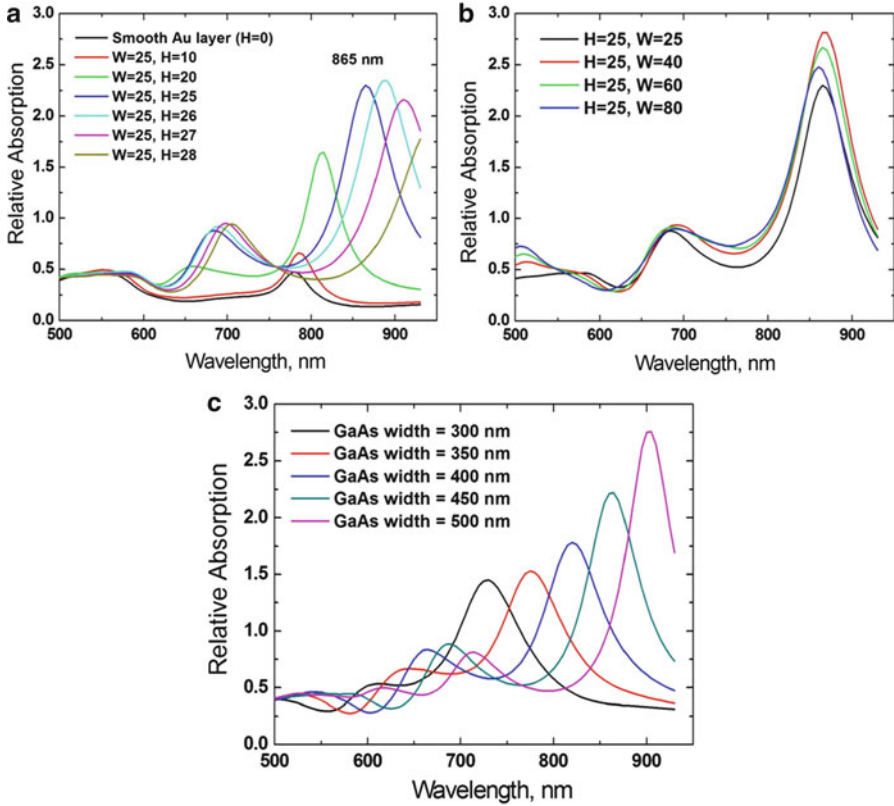 a
Smooth Au layer (H=0)
W=25, H=10
W=25, H=20
W=25, H=25
W=25, H=26
W=25, H=27
W=25, H=28
865 nm
3.0
2.5
2.0
1.5
1.0
0.5
0.0
Relative Absorption
500 600 700 800 900
Wavelength, nm
b
H=25, W=25
H=25, W=40
H=25, W=60
H=25, W=80
3.0
2.5
2.0
1.5
1.0
0.5
0.0
Relative Absorption
500 600 700 800 900
Wavelength, nm
c
GaAs width = 300 nm
GaAs width = 350 nm
GaAs width = 400 nm
GaAs width = 450 nm
GaAs width = 500 nm
3.0
2.5
2.0
1.5
1.0
0.5
0.0
Relative Absorption
500 600 700 800 900
Wavelength, nm